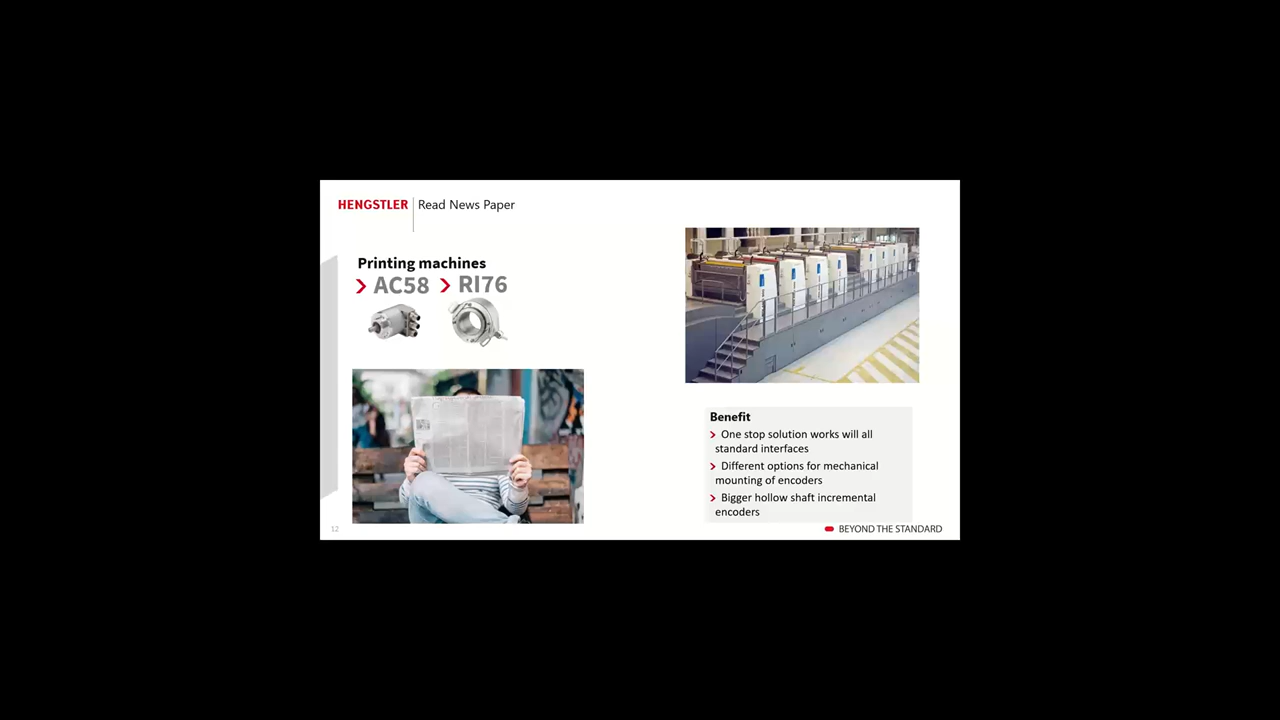 HENGSTLER
Read News Paper
Printing machines
AC58 RI76
Benefit
One stop solution works will all
standard interfaces
Different options for mechanical
mounting of encoders
Bigger hollow shaft incremental
encoders
12
BEYOND THE STANDARD